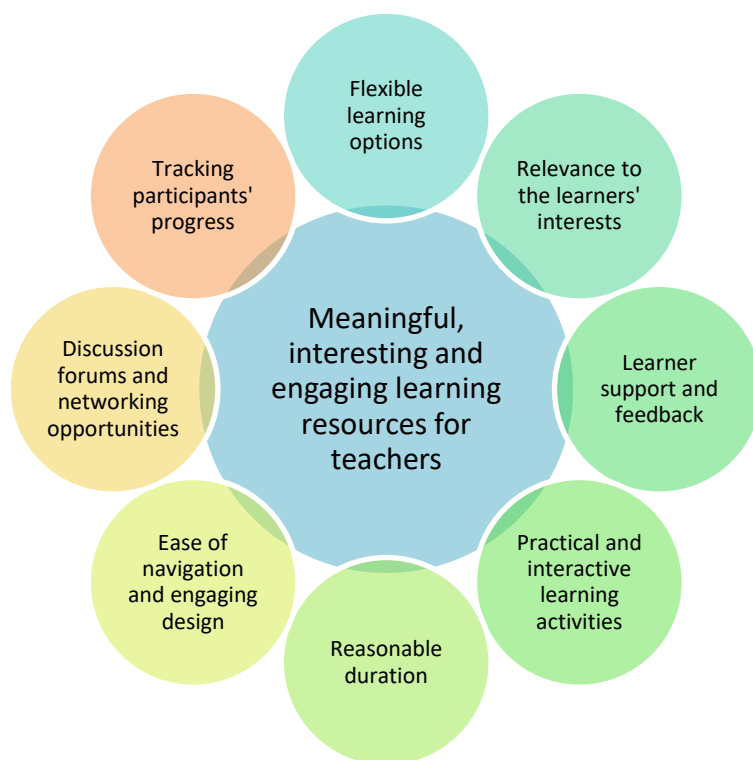 Flexible
learning
options
Relevance to
the learners'
interests
Learner
support and
feedback
Practical and
interactive
learning
activities
Reasonable
duration
Ease of
navigation
and engaging
design
Discussion
forums and
networking
opportunities
Tracking
participants'
progress
Meaningful,
interesting and
engaging learning
resources for
teachers